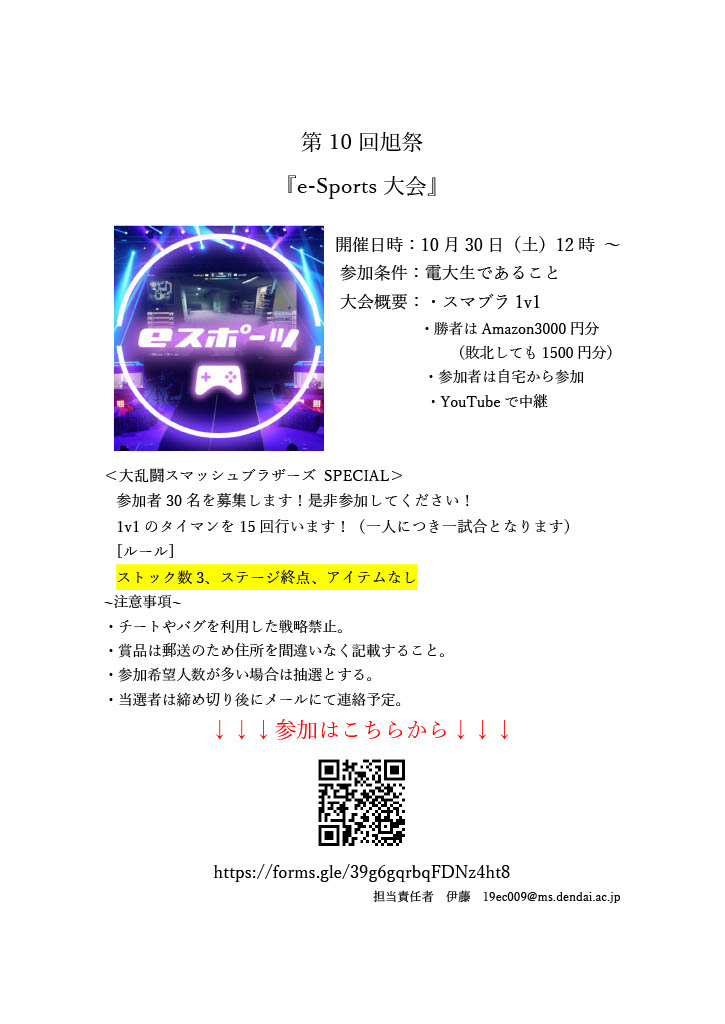 第 10 回旭祭
『e-Sports 大会』
eスポーツ
開催日時：10 月 30 日（土）12 時 ～
参加条件：電大生であること
大会概要：・スマブラ 1v1
・勝者は Amazon3000 円分
（敗北しても 1500 円分）
・参加者は自宅から参加
・YouTube で中継
＜大乱闘スマッシュブラザーズ SPECIAL＞
参加者 30 名を募集します！是非参加してください！
1v1 のタイマンを 15 回行います！（一人につき一試合となります）
[ルール]
ストック数 3、ステージ終点、アイテムなし
~注意事項~
・チートやバグを利用した戦略禁止。
・賞品は郵送のため住所を間違いなく記載すること。
・参加希望人数が多い場合は抽選とする。
・当選者は締め切り後にメールにて連絡予定。
↓↓↓参加はこちらから↓↓↓
https://forms.gle/39g6gqrbqFDNz4ht8
担当責任者　伊藤　19ec009@ms.dendai.ac.jp